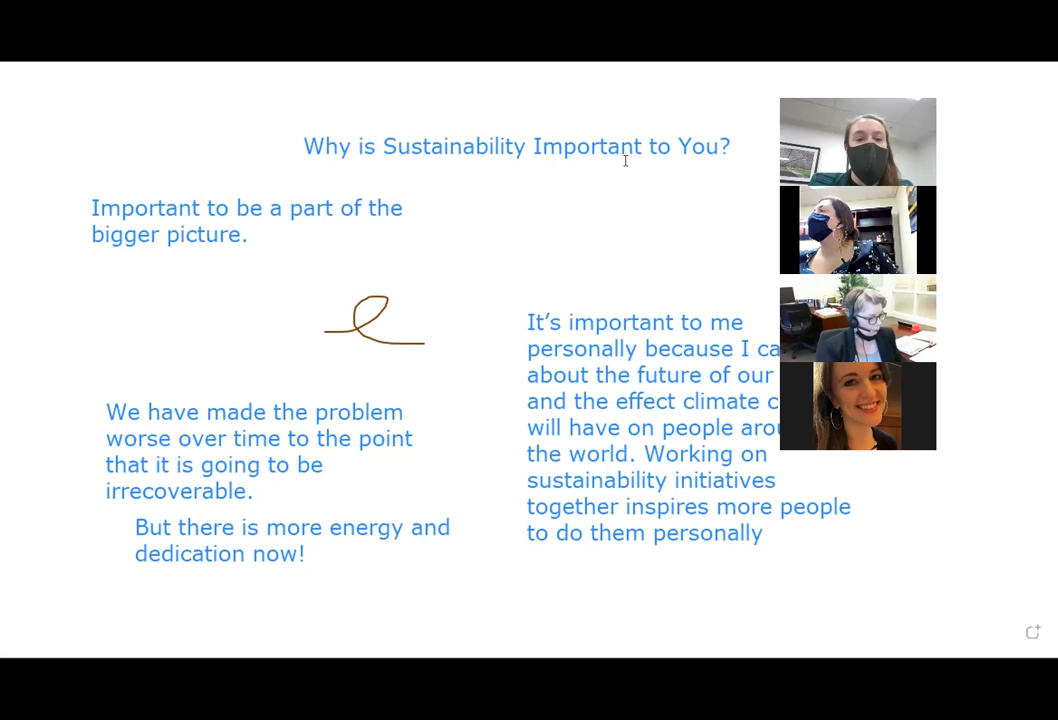 Why is Sustainability Important to You?
Important to be a part of the
bigger picture.
It’s important to me
personally because I
about the future of our
and the effect climate
will have on people
the world. Working on
sustainability initiatives
together inspires more people
to do them personally
We have made the problem
worse over time to the point
that it is going to be
irrecoverable.
But there is more energy and
dedication now!